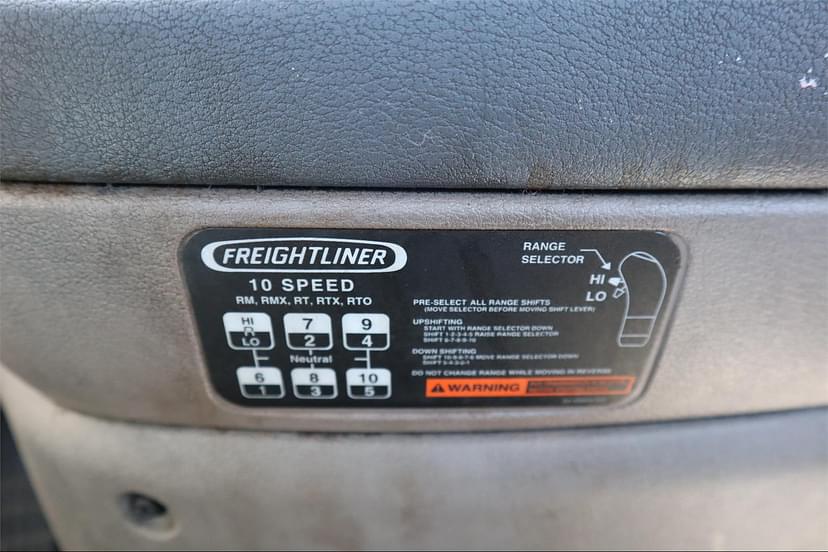 FREIGHTLINER
10 SPEED
RM, RMX, RT, RTX, RTO
HI
R
LO
7
2
9
4
Neutral
6
1
8
3
10
5
RANGE
SELECTOR
HI
LO
PRE-SELECT ALL RANGE SHIFTS
(MOVE SELECTOR BEFORE MOVING SHIFT LEVER)
UPSHIFTING
START WITH RANGE SELECTOR DOWN
SHIFT 1-2-3-4-5 RAISE RANGE SELECTOR
SHIFT 6-7-8-9-10
DOWN SHIFTING
SHIFT 10-9-8-7-6 MOVE RANGE SELECTOR DOWN
SHIFT 5-4-3-2-1
DO NOT CHANGE RANGE WHILE MOVING IN REVERSE
WARNING